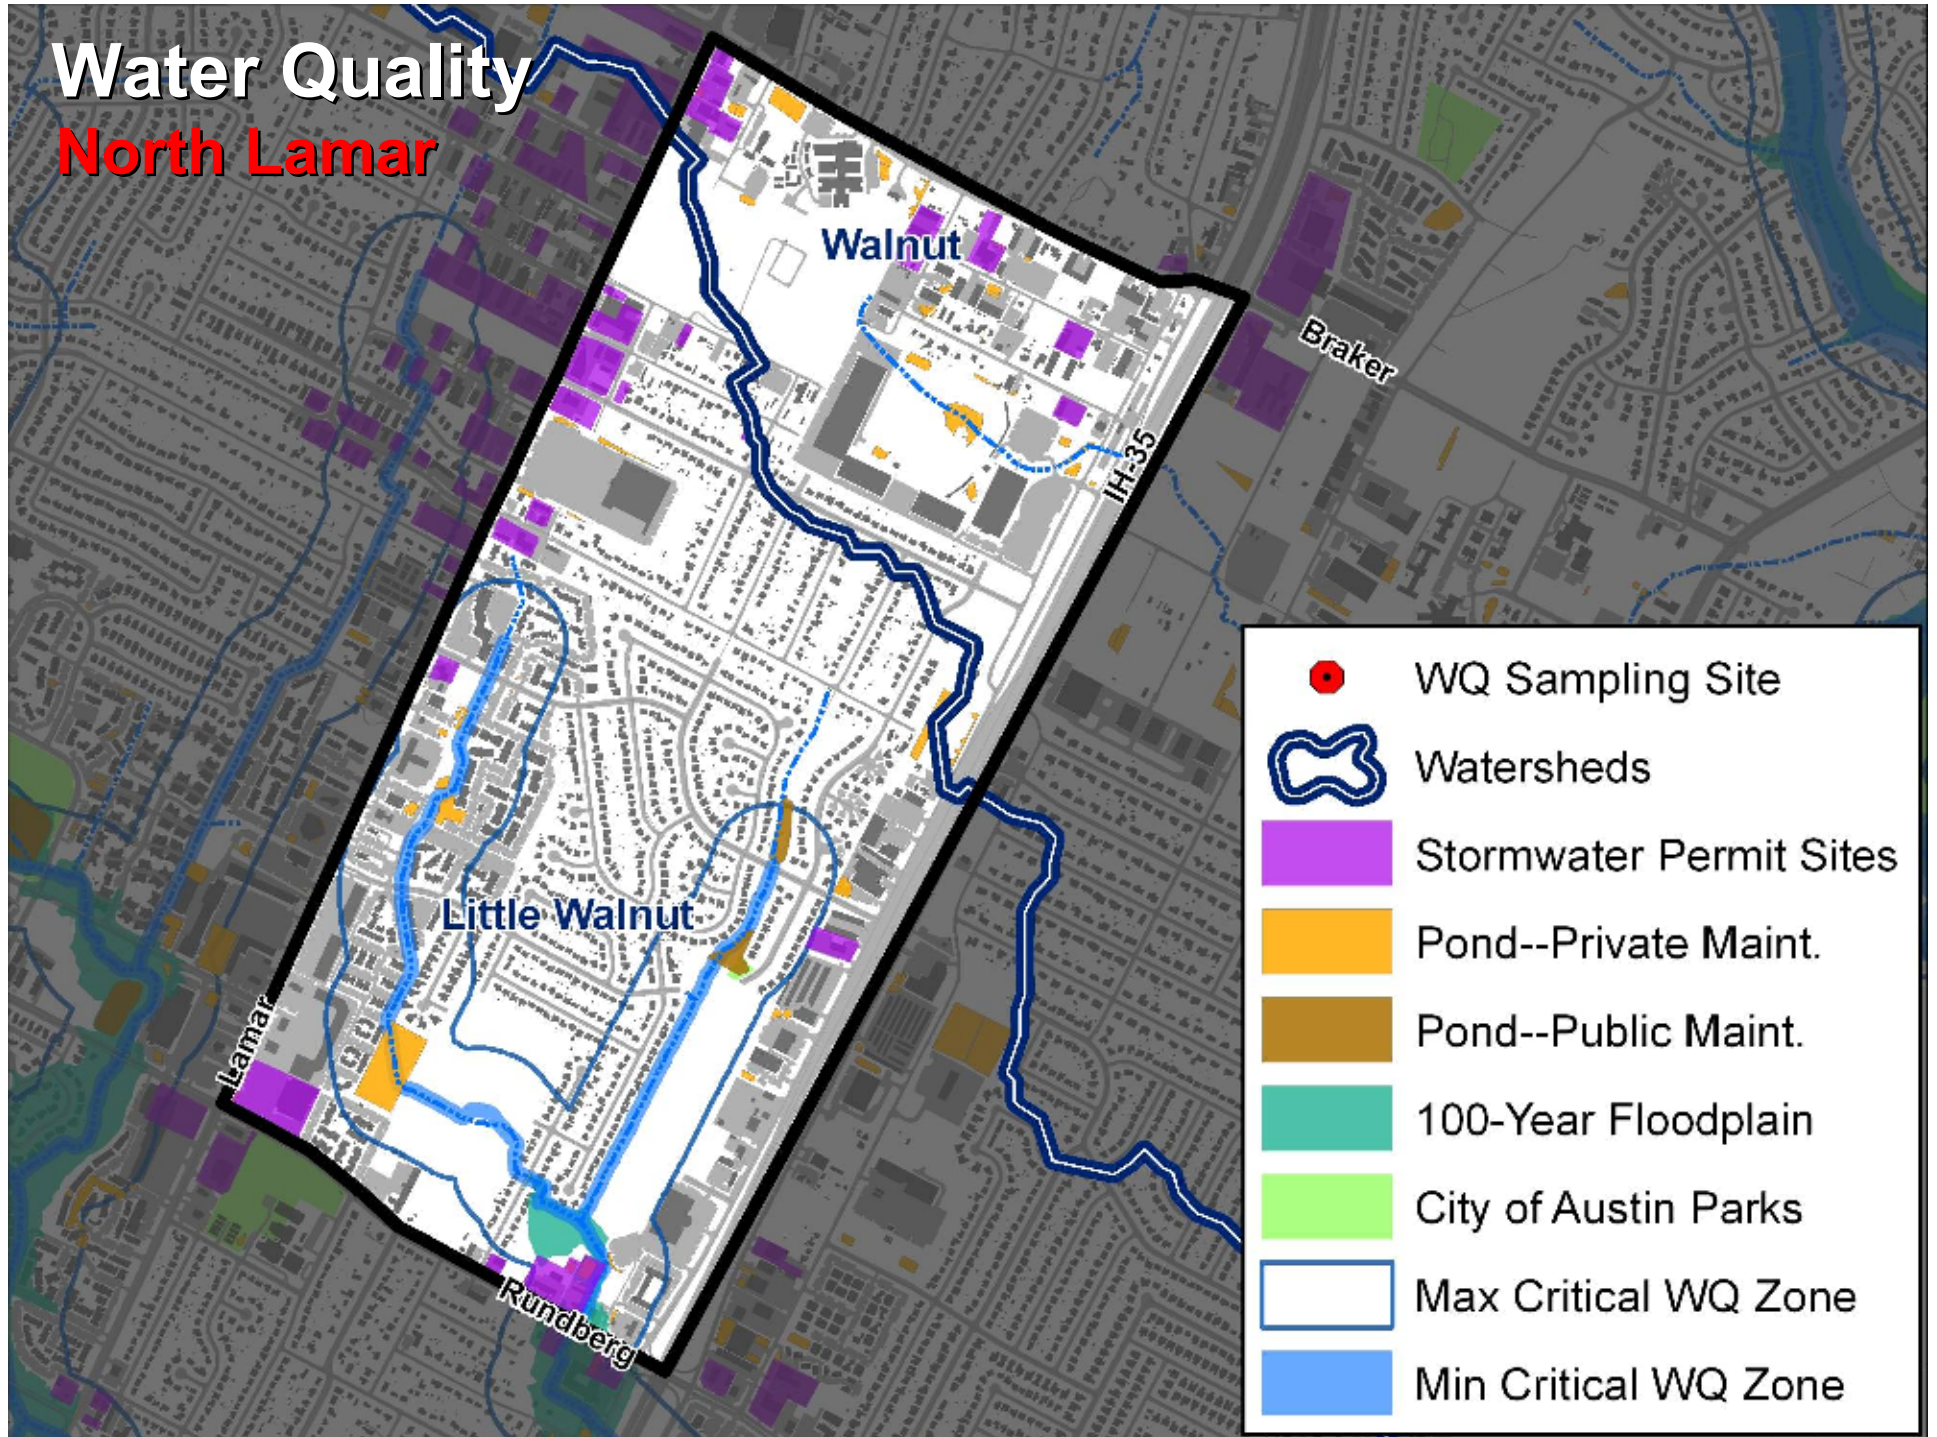 Water Quality
North Lamar
Walnut
Braker
IH-35
Little Walnut
Lamar
Rundberg
WQ Sampling Site
Watersheds
Stormwater Permit Sites
Pond--Private Maint.
Pond--Public Maint.
100-Year Floodplain
City of Austin Parks
Max Critical WQ Zone
Min Critical WQ Zone